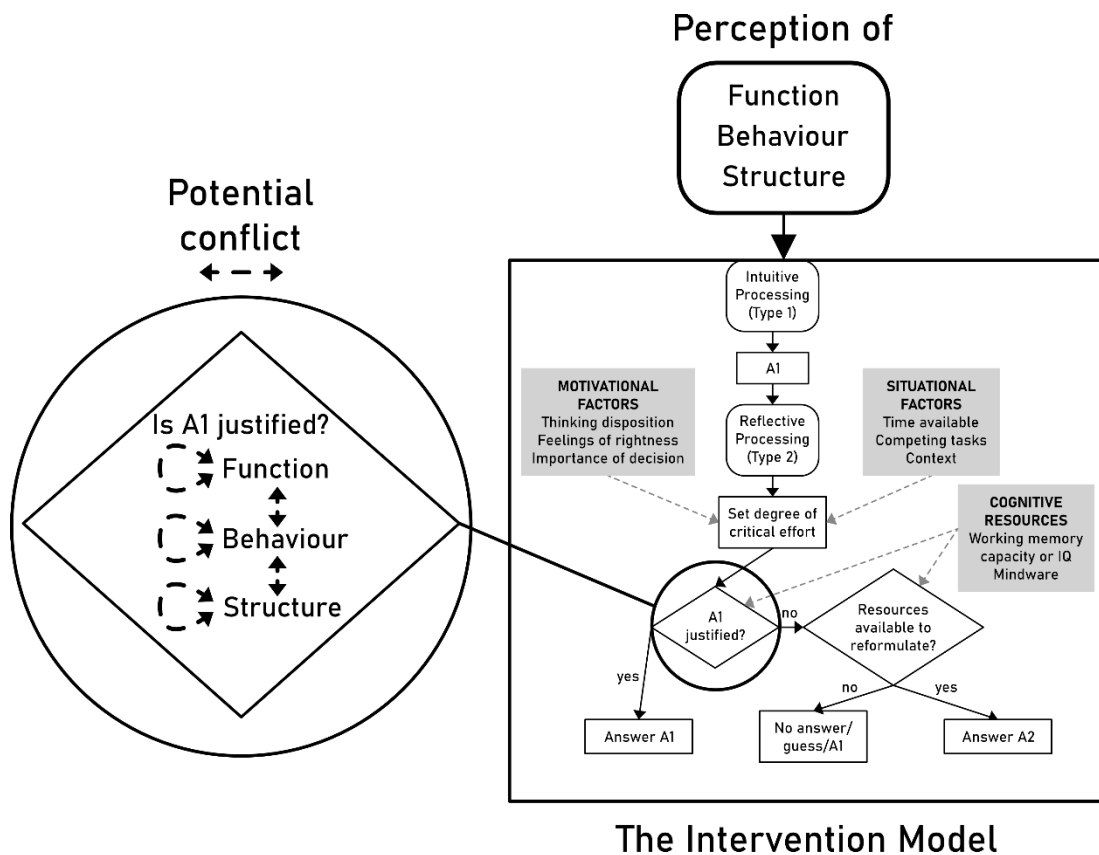 Perception of
Function
Behaviour
Structure
Potential
conflict
Is A1 justified?
Function
Behaviour
Structure
Intuitive
Processing
(Type 1)
A1
MOTIVATIONAL
FACTORS
Thinking disposition
Feelings of rightness
Importance of decision
Reflective
Processing
(Type 2)
SITUATIONAL
FACTORS
Time available
Competing tasks
Context
Set degree of
critical effort
COGNITIVE
RESOURCES
Working memory
capacity or IQ
Mindware
A1
justified?
no
Resources
available to
reformulate?
yes
no
yes
Answer A1
No answer/
guess/A1
Answer A2
The Intervention Model